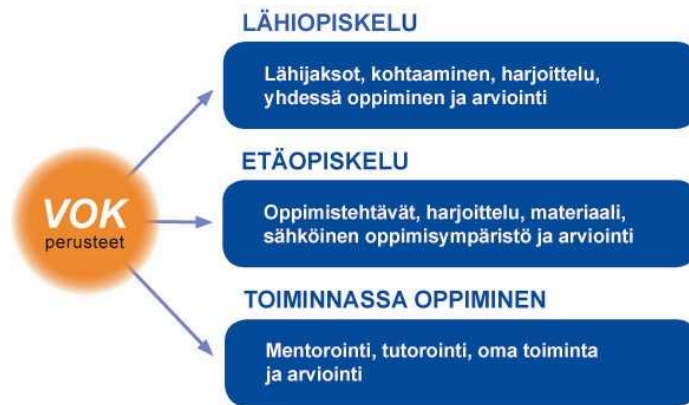 LÄHIOPISKELU
Lähijaksot, kohtaaminen, harjoittelu,
yhdessä oppiminen ja arviointi
VOK
perusteet
ETÄOPISKELU
Oppimistehtävät, harjoittelu, materiaali,
sähköinen oppimisympäristö ja arviointi
TOIMINNASSA OPPIMINEN
Mentorointi, tutorointi, oma toiminta
ja arviointi